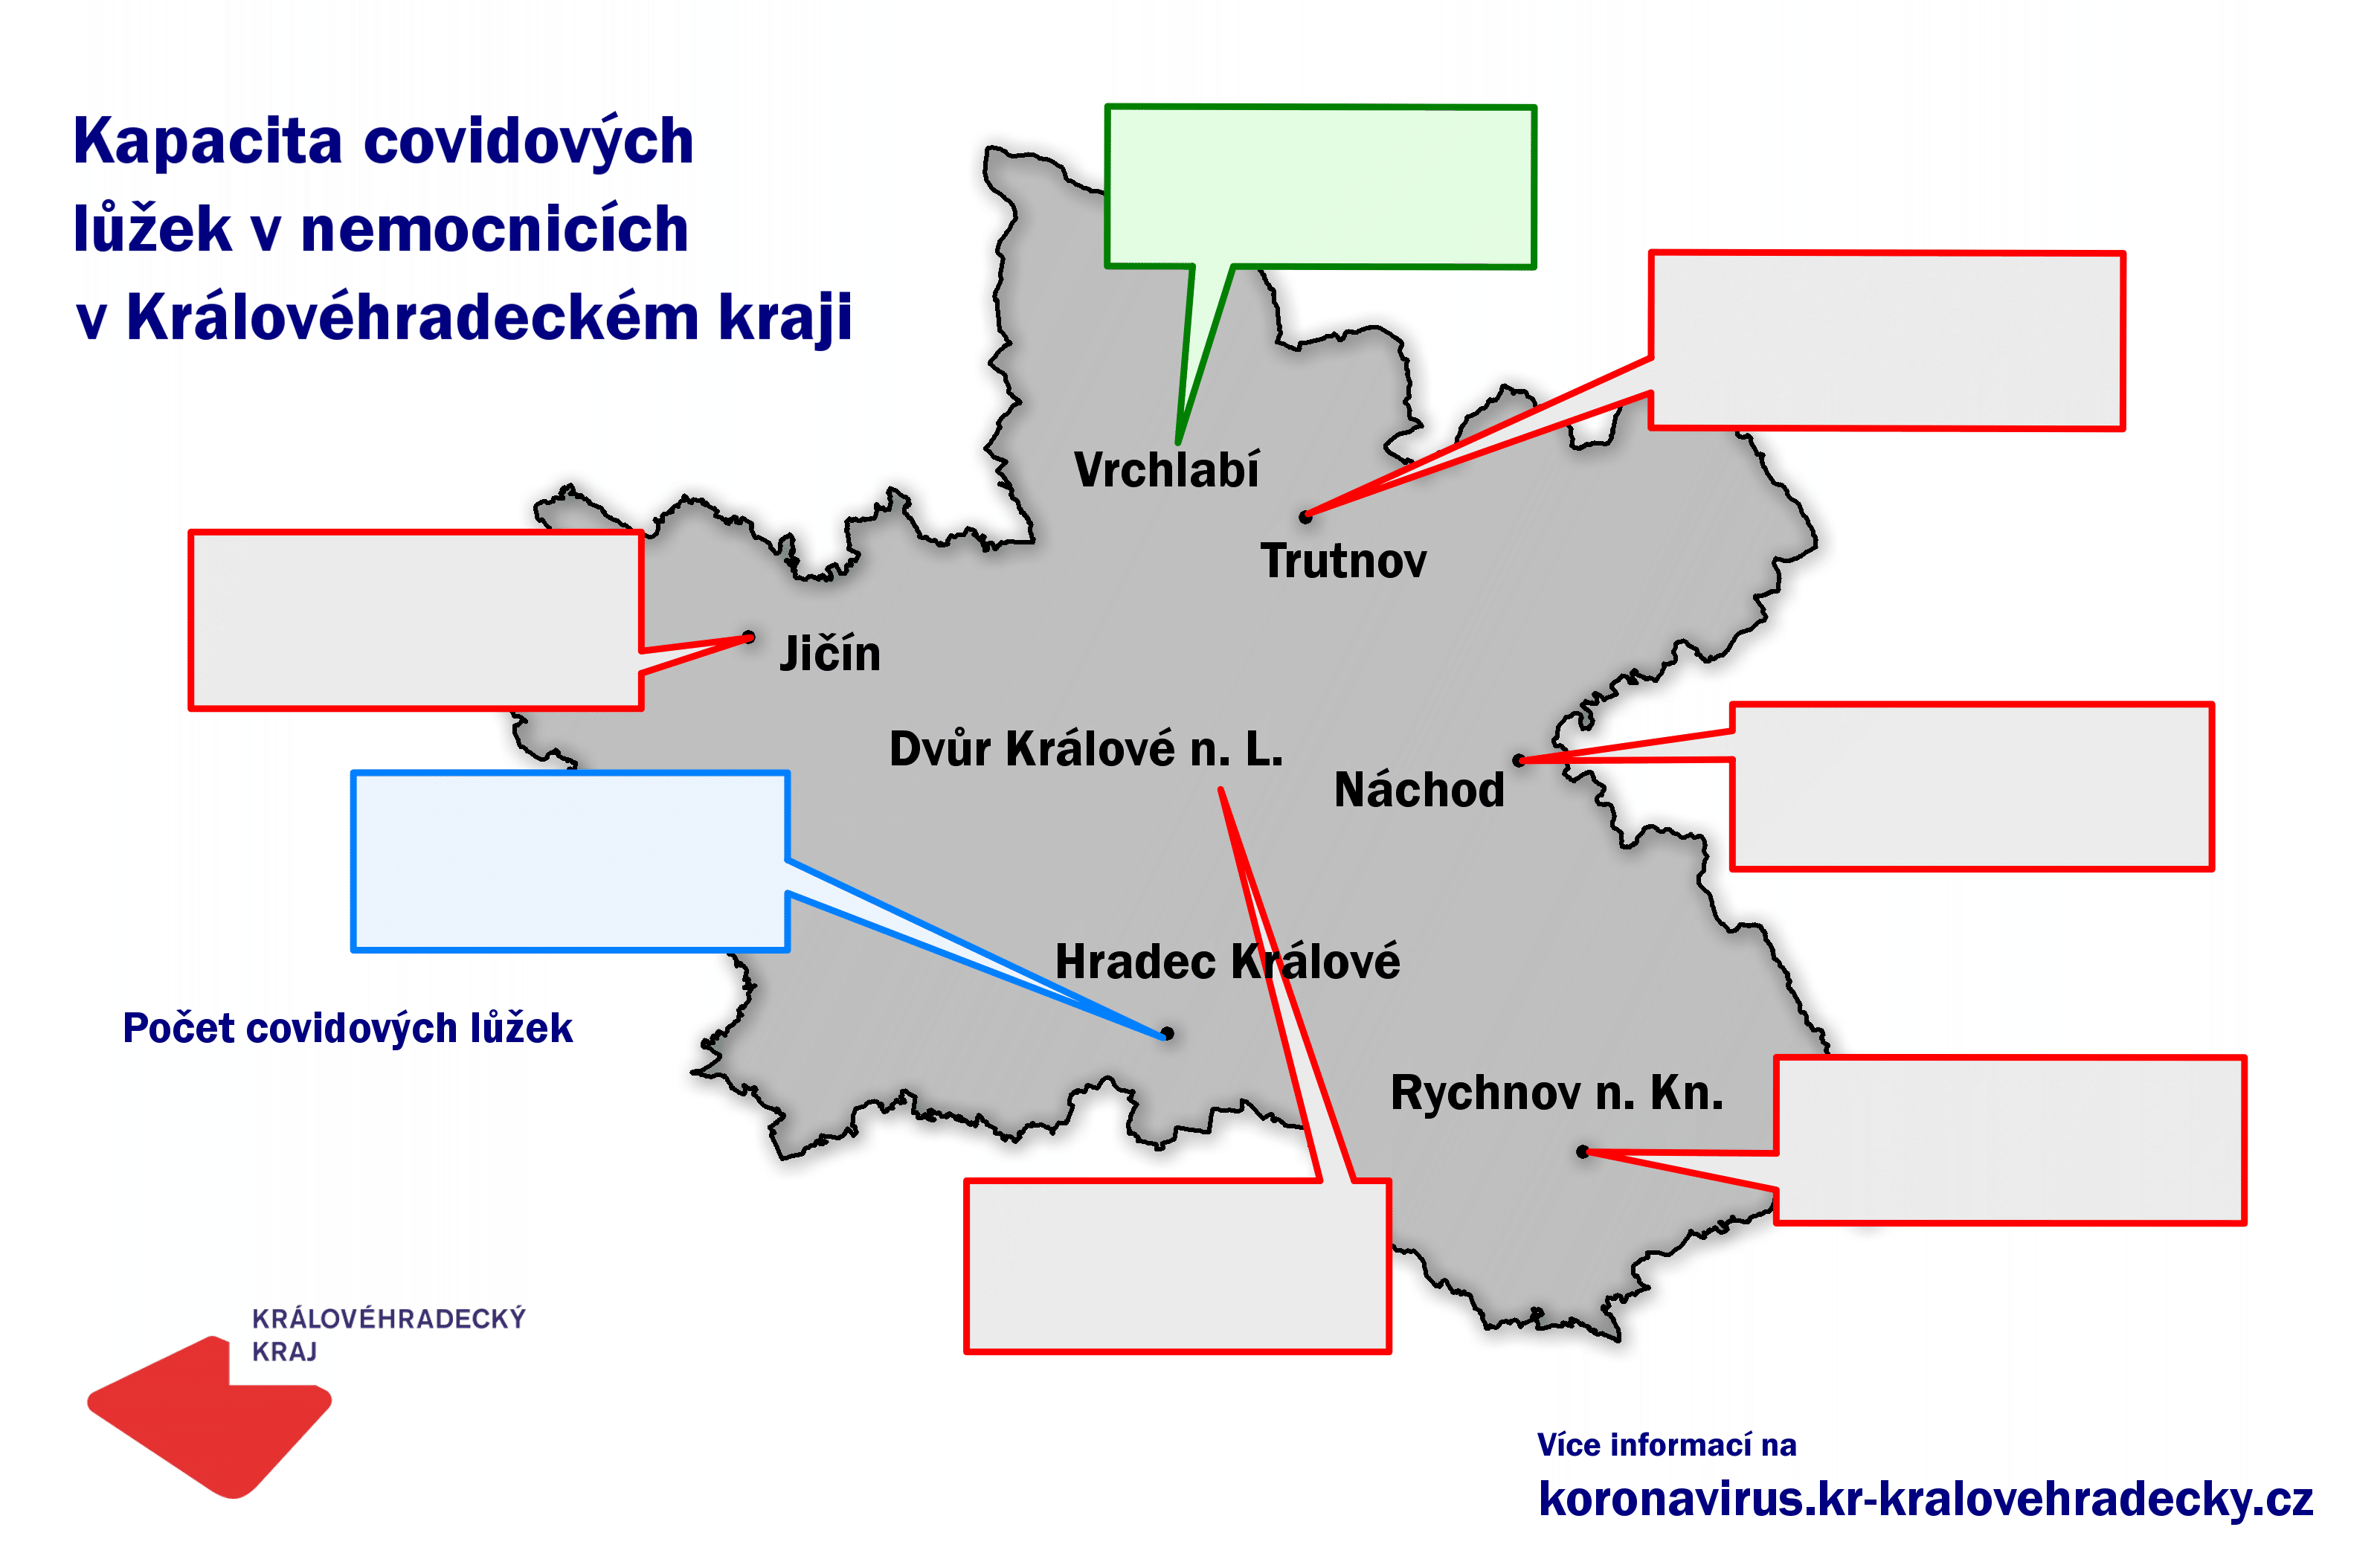 Kapacita covidových
lůžek v nemocnicích
v Královéhradeckém kraji
Vrchlabí
Trutnov
Jičín
Dvůr Králové n. L.
Náchod
Hradec Králové
Počet covidových lůžek
Rychnov n. Kn.
KRÁLOVÉHRADECKÝ
KRAJ
Více informací na
koronavirus.kr-kralovehradecky.cz